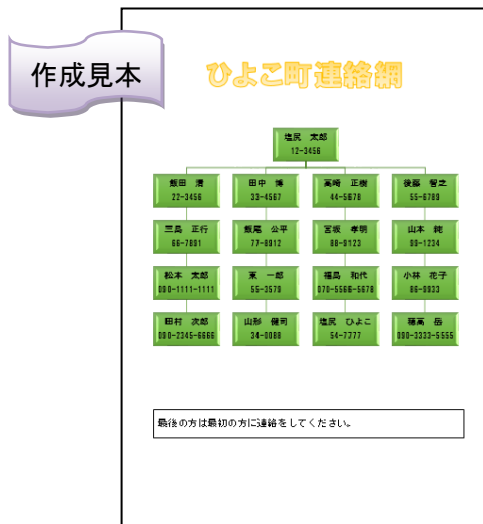 作成見本
ひよこ町連絡網
塩尻 太郎
12-3456
飯田 渚
22-3456
田中 博
33-4567
高崎 正樹
44-5678
後藤 智之
55-6789
三島 正行
66-7891
飯尾 公平
77-8912
宮坂 孝明
88-9123
山本 純
99-1234
松本 太郎
090-1111-1111
東 一郎
55-3579
福島 和代
070-5566-5678
小林 花子
86-9933
田村 次郎
090-2345-6666
山形 健司
34-0088
塩尻 ひよこ
54-7777
穂高 岳
090-3333-5555
最後の方は最初の方に連絡をしてください。